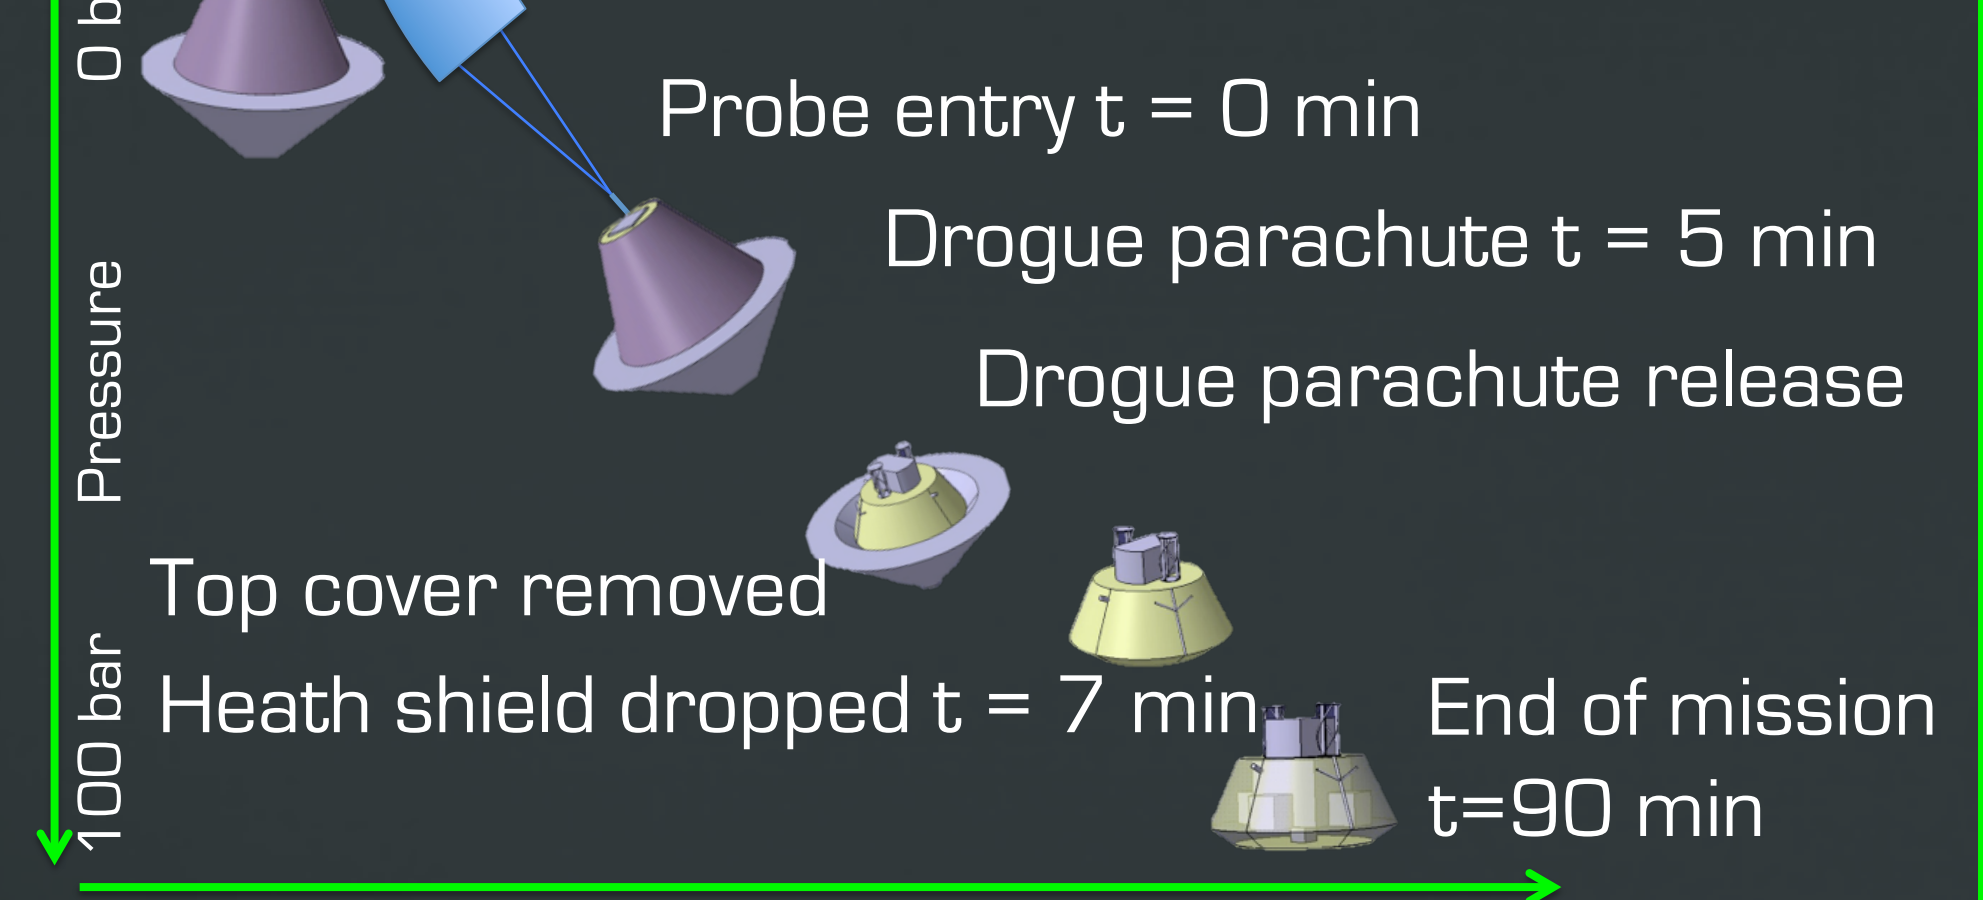 0 b
Probe entry t = 0 min
Drogue parachute t = 5 min
Pressure
Drogue parachute release
Top cover removed
100 bar
Heath shield dropped t = 7 min
End of mission
t=90 min